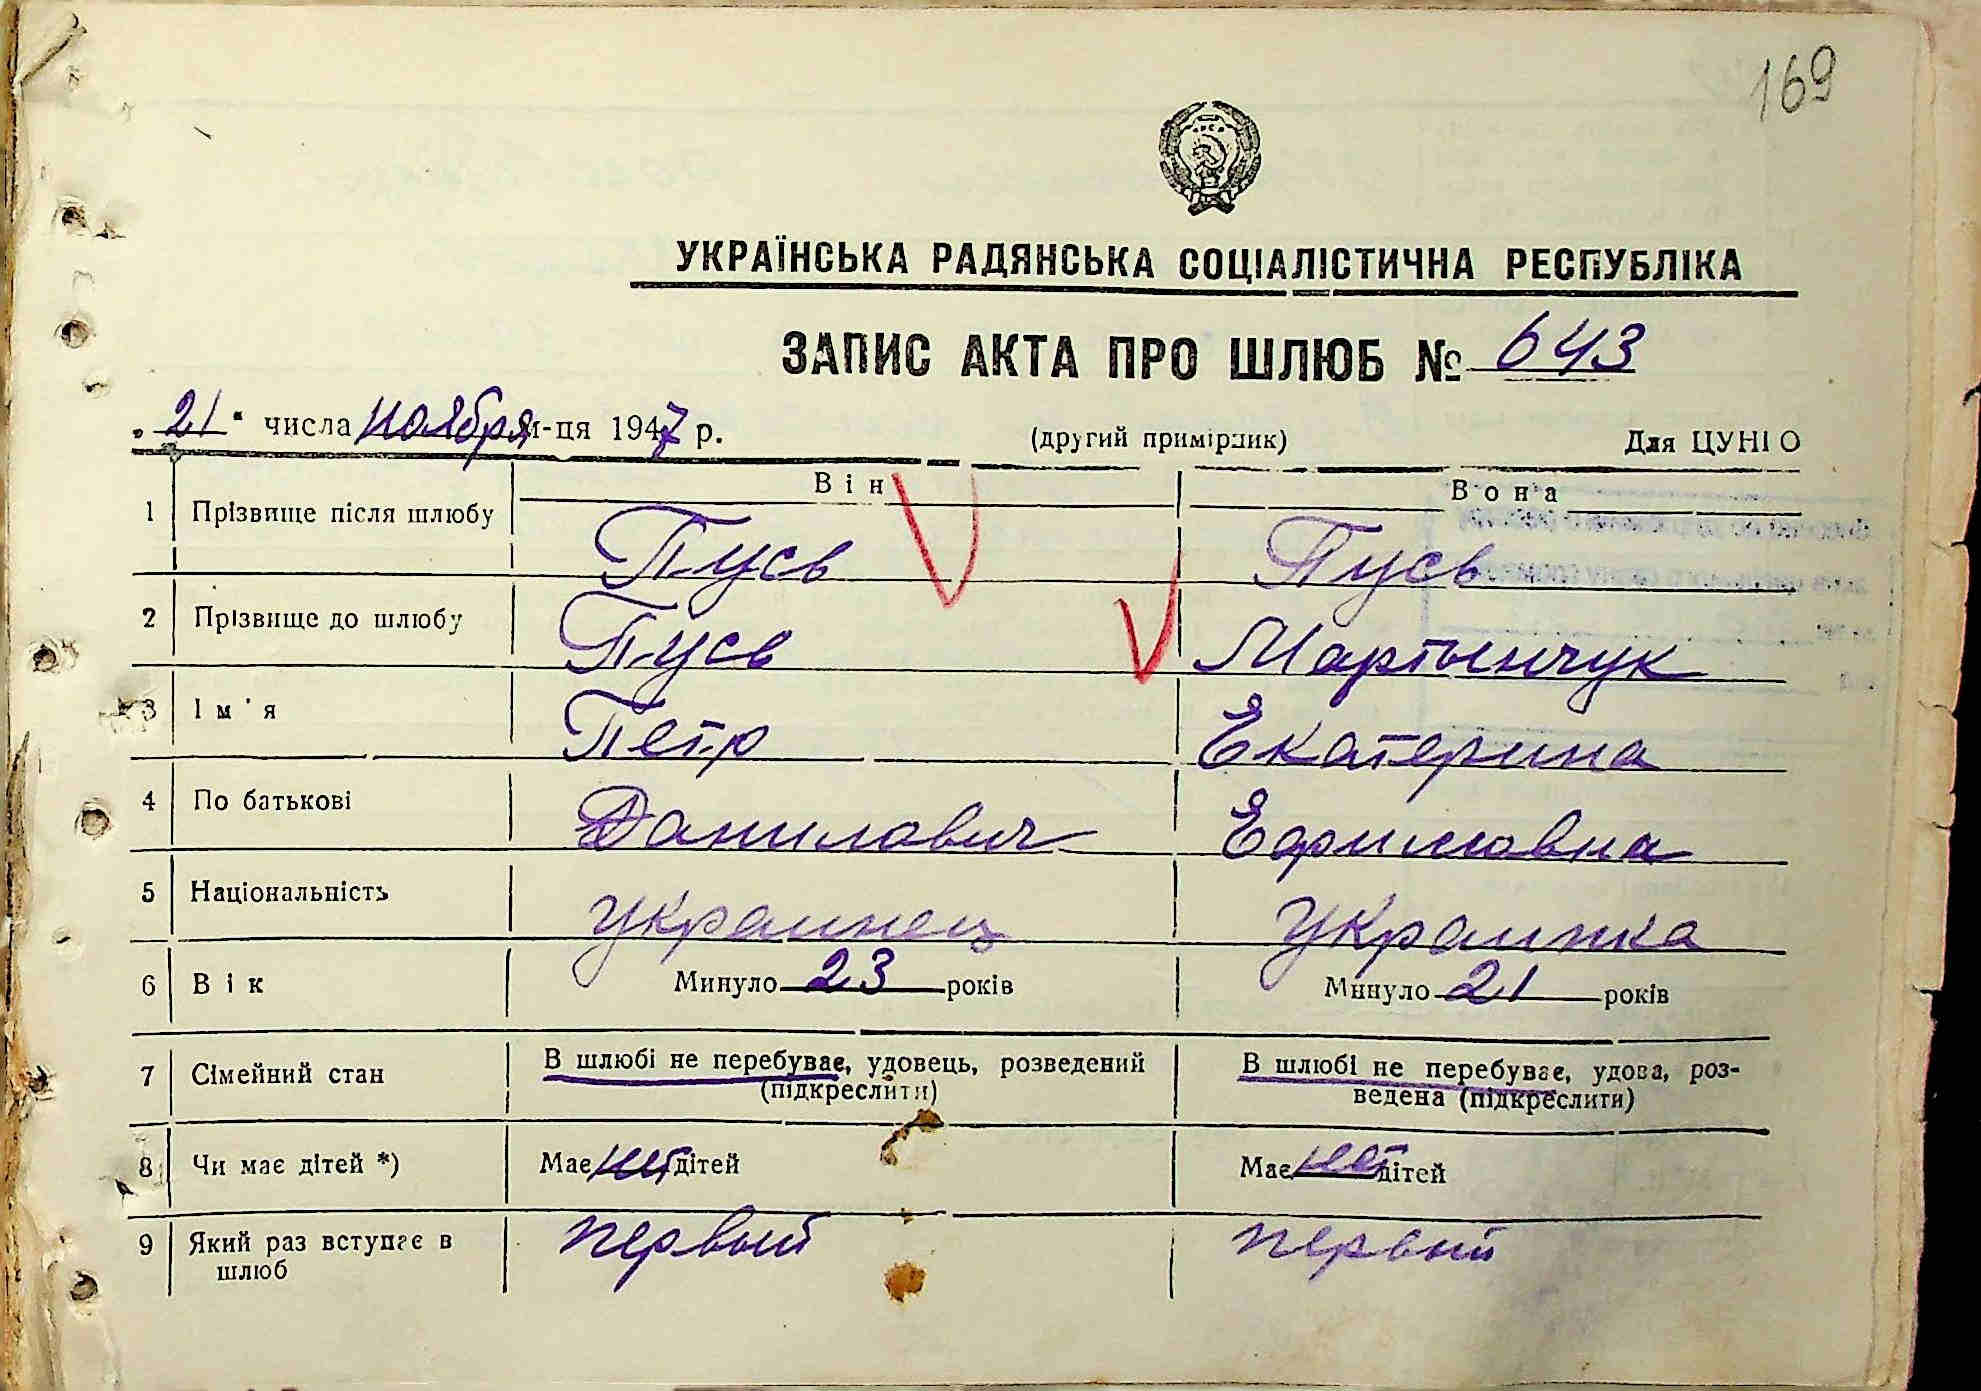 169
УКРАЇНСЬКА РАДЯНСЬКА СОЦІАЛІСТИЧНА РЕСПУБЛІКА
ЗАПИС АКТА ПРО ШЛЮБ № 643
„21“ числа ноября м-ця 1947 р. (другий примірник) Для ЦУНГО
Він Вона
1 Прізвище після шлюбу Пусь Пусь
2 Прізвище до шлюбу Пусь Мартынчук
3 Ім'я Петр Екатерина
4 По батькові Данилович
5 Національність украинец Украинка
6 Вік Минуло 23 років Минуло 21 років
7 Сімейний стан В шлюбі не перебуває, удовець, розведений В шлюбі не перебуває, удова, роз-
(підкреслити) ведена (підкреслити)
8 Чи має дітей *) Має нет дітей Має нет дітей
9 Який раз вступає в первый первый
шлюб